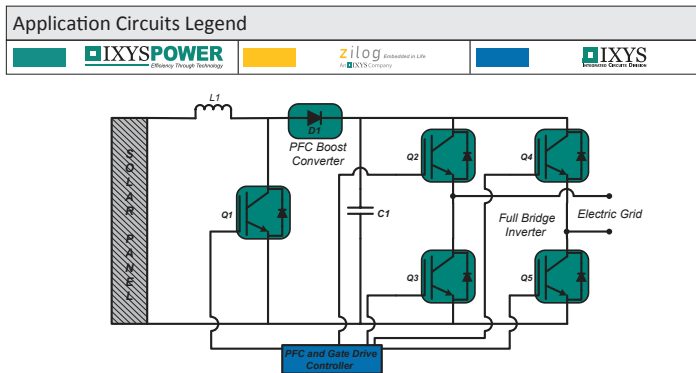 Application Circuits Legend
IXYSPOWER
Efficiency Through Technology
zilog Embedded in Life
An IXYS Company
IXYS
INTEGRATED CIRCUITS DIVISION
L1
D1
PFC Boost
Converter
SOLAR PANEL
Q1
C1
Q2
Q4
Full Bridge
Inverter
Electric Grid
Q3
Q5
PFC and Gate Drive
Controller